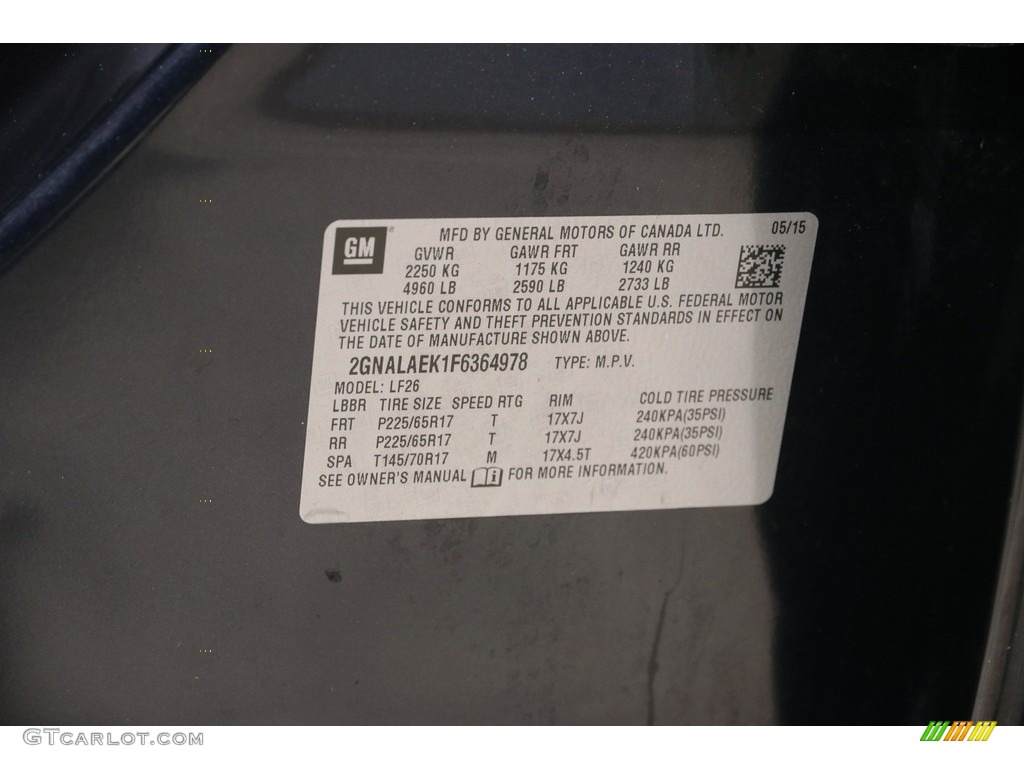 GM
MFD BY GENERAL MOTORS OF CANADA LTD. 05/15
GVWR GAWR FRT GAWR RR
2250 KG 1175 KG 1240 KG
4960 LB 2590 LB 2733 LB
THIS VEHICLE CONFORMS TO ALL APPLICABLE U.S. FEDERAL MOTOR
VEHICLE SAFETY AND THEFT PREVENTION STANDARDS IN EFFECT ON
THE DATE OF MANUFACTURE SHOWN ABOVE.
2GNALAEK1F6364978 TYPE: M.P.V.
MODEL: LF26
LBBR TIRE SIZE SPEED RTG RIM COLD TIRE PRESSURE
FRT P225/65R17 T 17X7J 240KPA(35PSI)
RR P225/65R17 T 17X7J 240KPA(35PSI)
SPA T145/70R17 M 17X4.5T 420KPA(60PSI)
SEE OWNER'S MANUAL FOR MORE INFORMATION.
GTCarlot.com